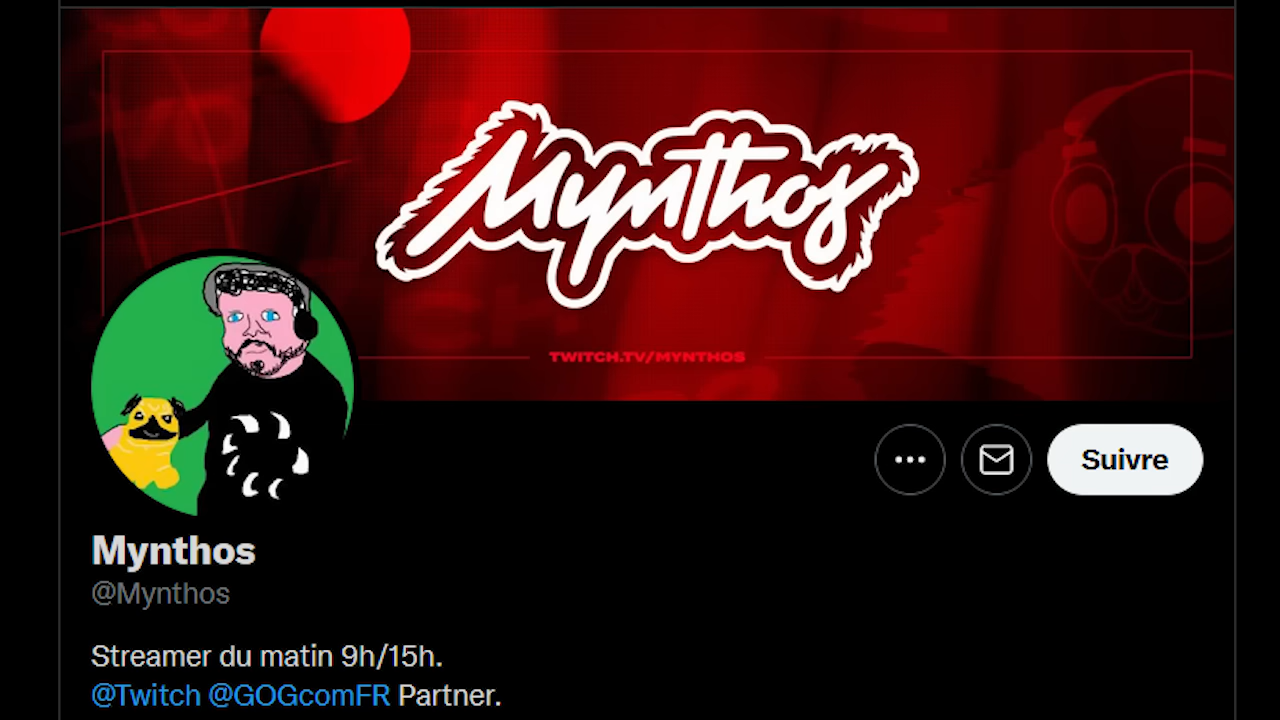 Mynthos
TWITCH.TV/MYNTHOS
Suivre
Mynthos
@Mynthos
Streamer du matin 9h/15h.
@Twitch @GOGcomFR Partner.